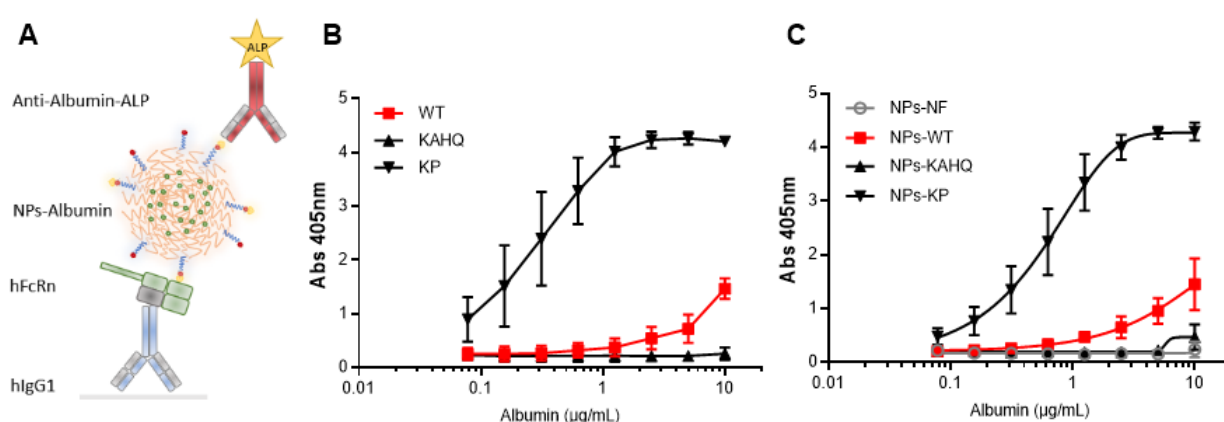 A
ALP
Anti-Albumin-ALP
NPs-Albumin
hFcRn
hIgG1
B
WT
KAHQ
KP
Abs 405nm
5
4
3
2
1
0
0.01
0.1
1
10
Albumin (µg/mL)
C
NPs-NF
NPs-WT
NPs-KAHQ
NPs-KP
Abs 405nm
5
4
3
2
1
0
0.01
0.1
1
10
Albumin (µg/mL)